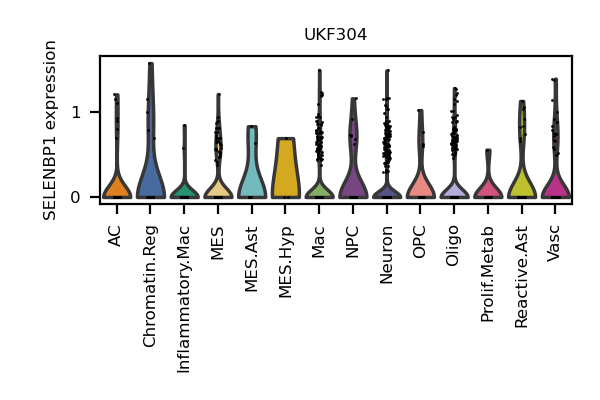 UKF304
SELENBP1 expression
1
0
AC
Chromatin.Reg
Inflammatory.Mac
MES
MES.Ast
MES.Hyp
Mac
NPC
Neuron
OPC
Oligo
Prolif.Metab
Reactive.Ast
Vasc